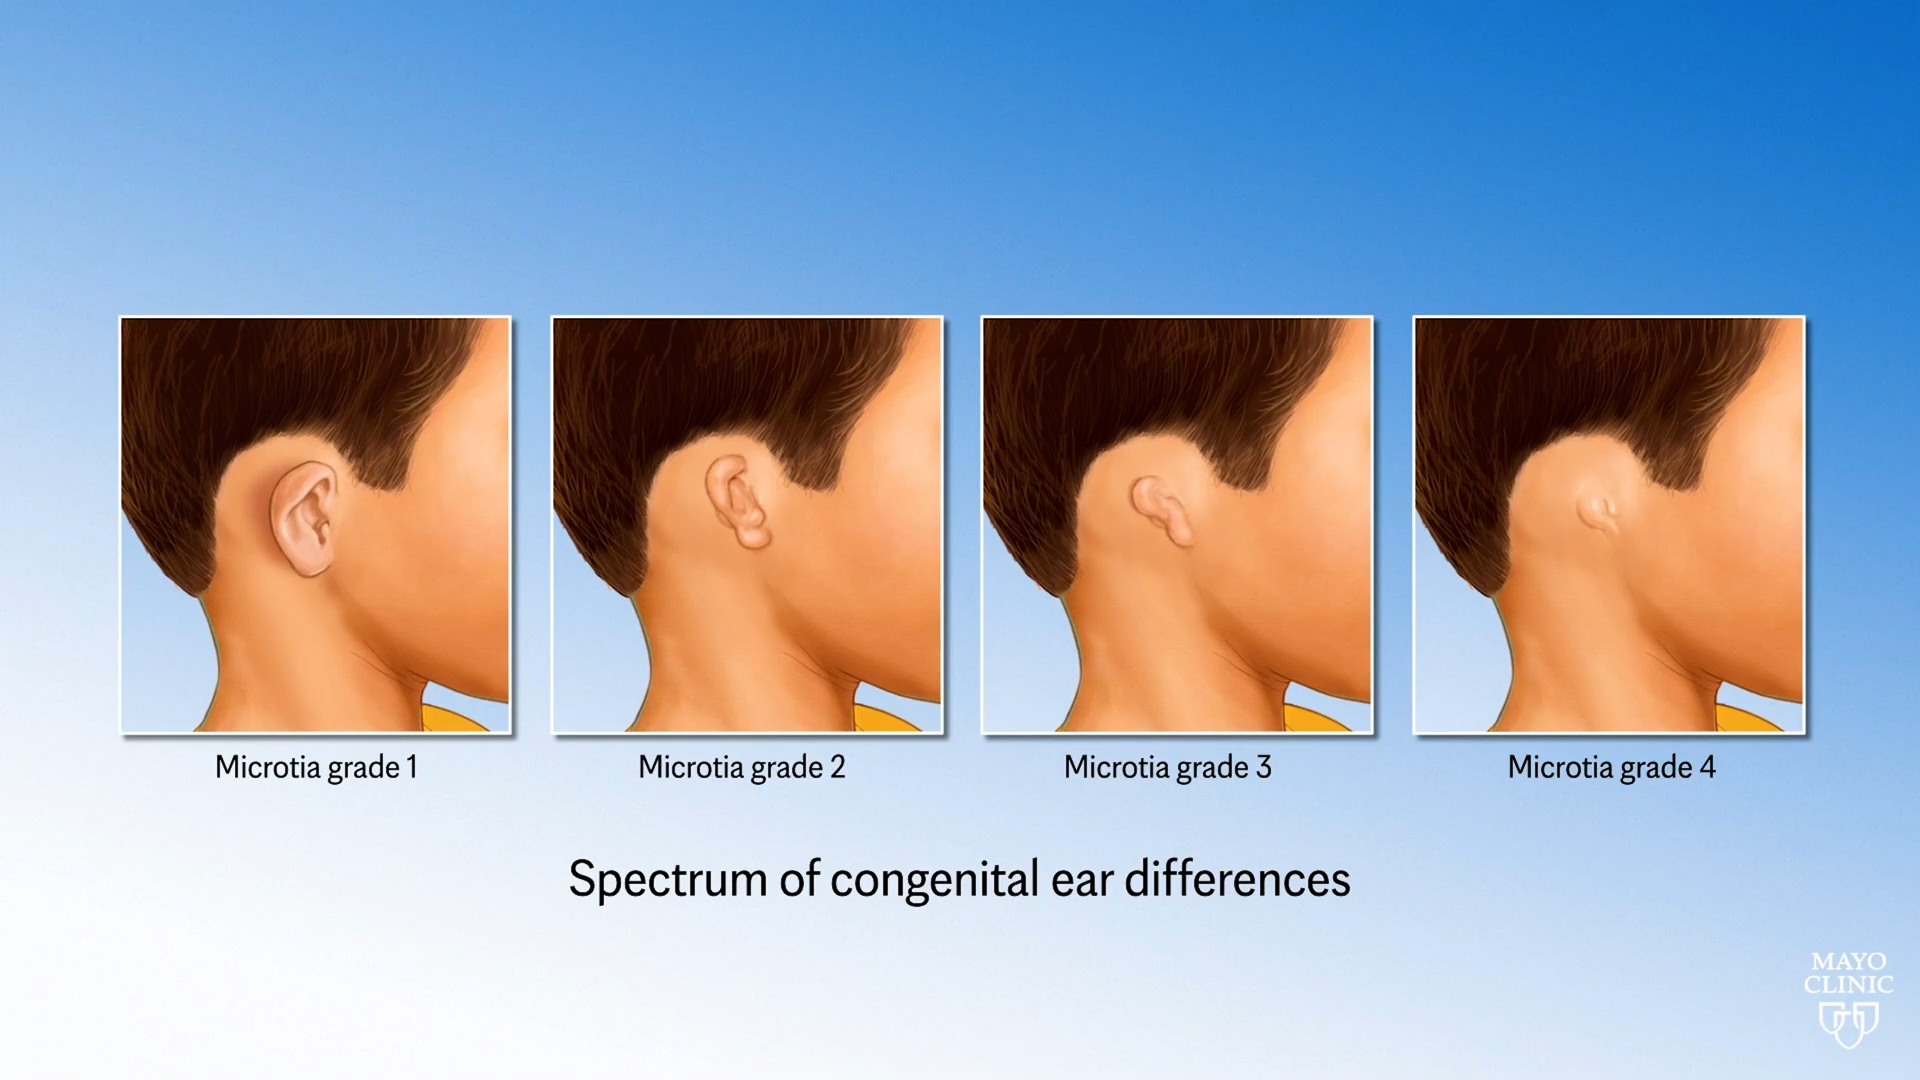 Microtia grade 1
Microtia grade 2
Microtia grade 3
Microtia grade 4
Spectrum of congenital ear differences
MAYO
CLINIC